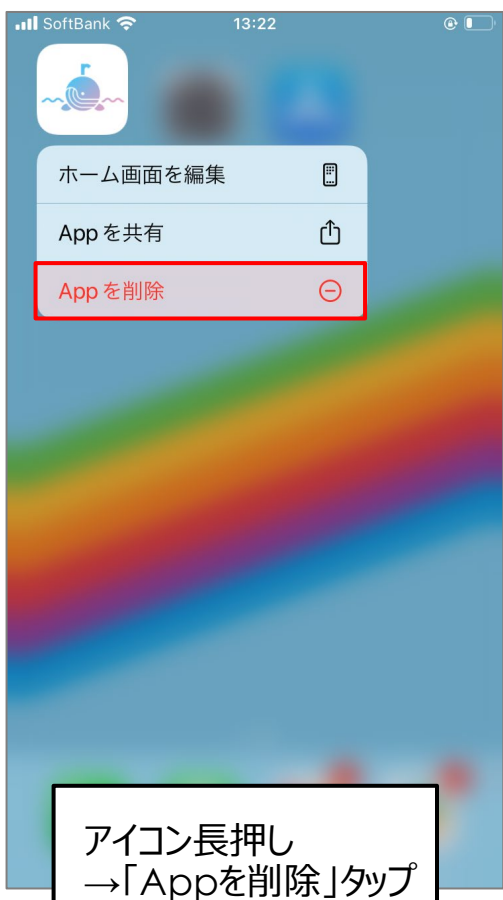 SoftBank 13:22
ホーム画面を編集
Appを共有
Appを削除
アイコン長押し
→「Appを削除」タップ